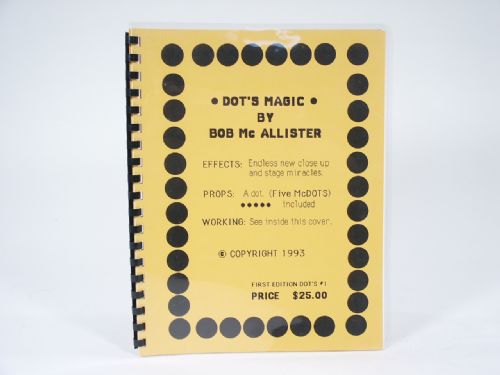 • DOT'S MAGIC •
BY
BOB Mc ALLISTER
EFFECTS: Endless new close up
and stage miracles.
PROPS: A dot. (Five McDOTS)
••••• included
WORKING: See inside this cover.
© COPYRIGHT 1993
FIRST EDITION DOT'S #1
PRICE $25.00